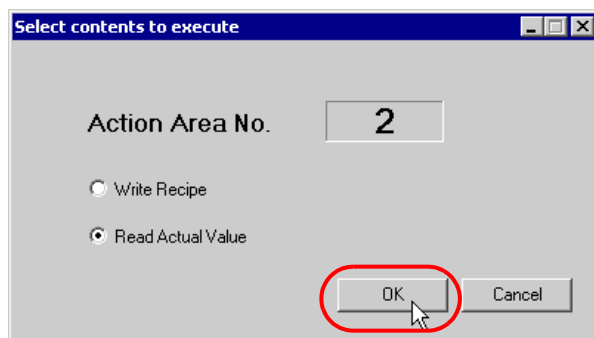 Select contents to execute
Action Area No. 2
Write Recipe
Read Actual Value
OK Cancel